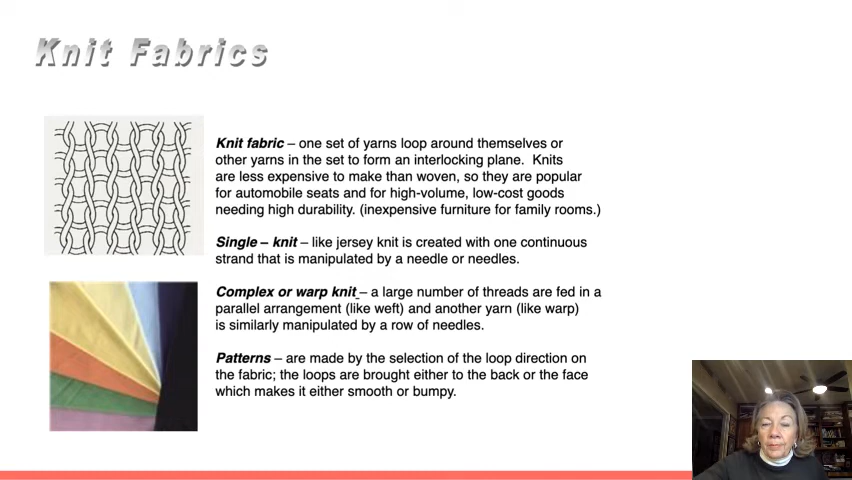 Knit Fabrics
Knit fabric – one set of yarns loop around themselves or
other yarns in the set to form an interlocking plane. Knits
are less expensive to make than woven, so they are popular
for automobile seats and for high-volume, low-cost goods
needing high durability. (inexpensive furniture for family rooms.)
Single – knit – like jersey knit is created with one continuous
strand that is manipulated by a needle or needles.
Complex or warp knit – a large number of threads are fed in a
parallel arrangement (like weft) and another yarn (like warp)
is similarly manipulated by a row of needles.
Patterns – are made by the selection of the loop direction on
the fabric; the loops are brought either to the back or the face
which makes it either smooth or bumpy.